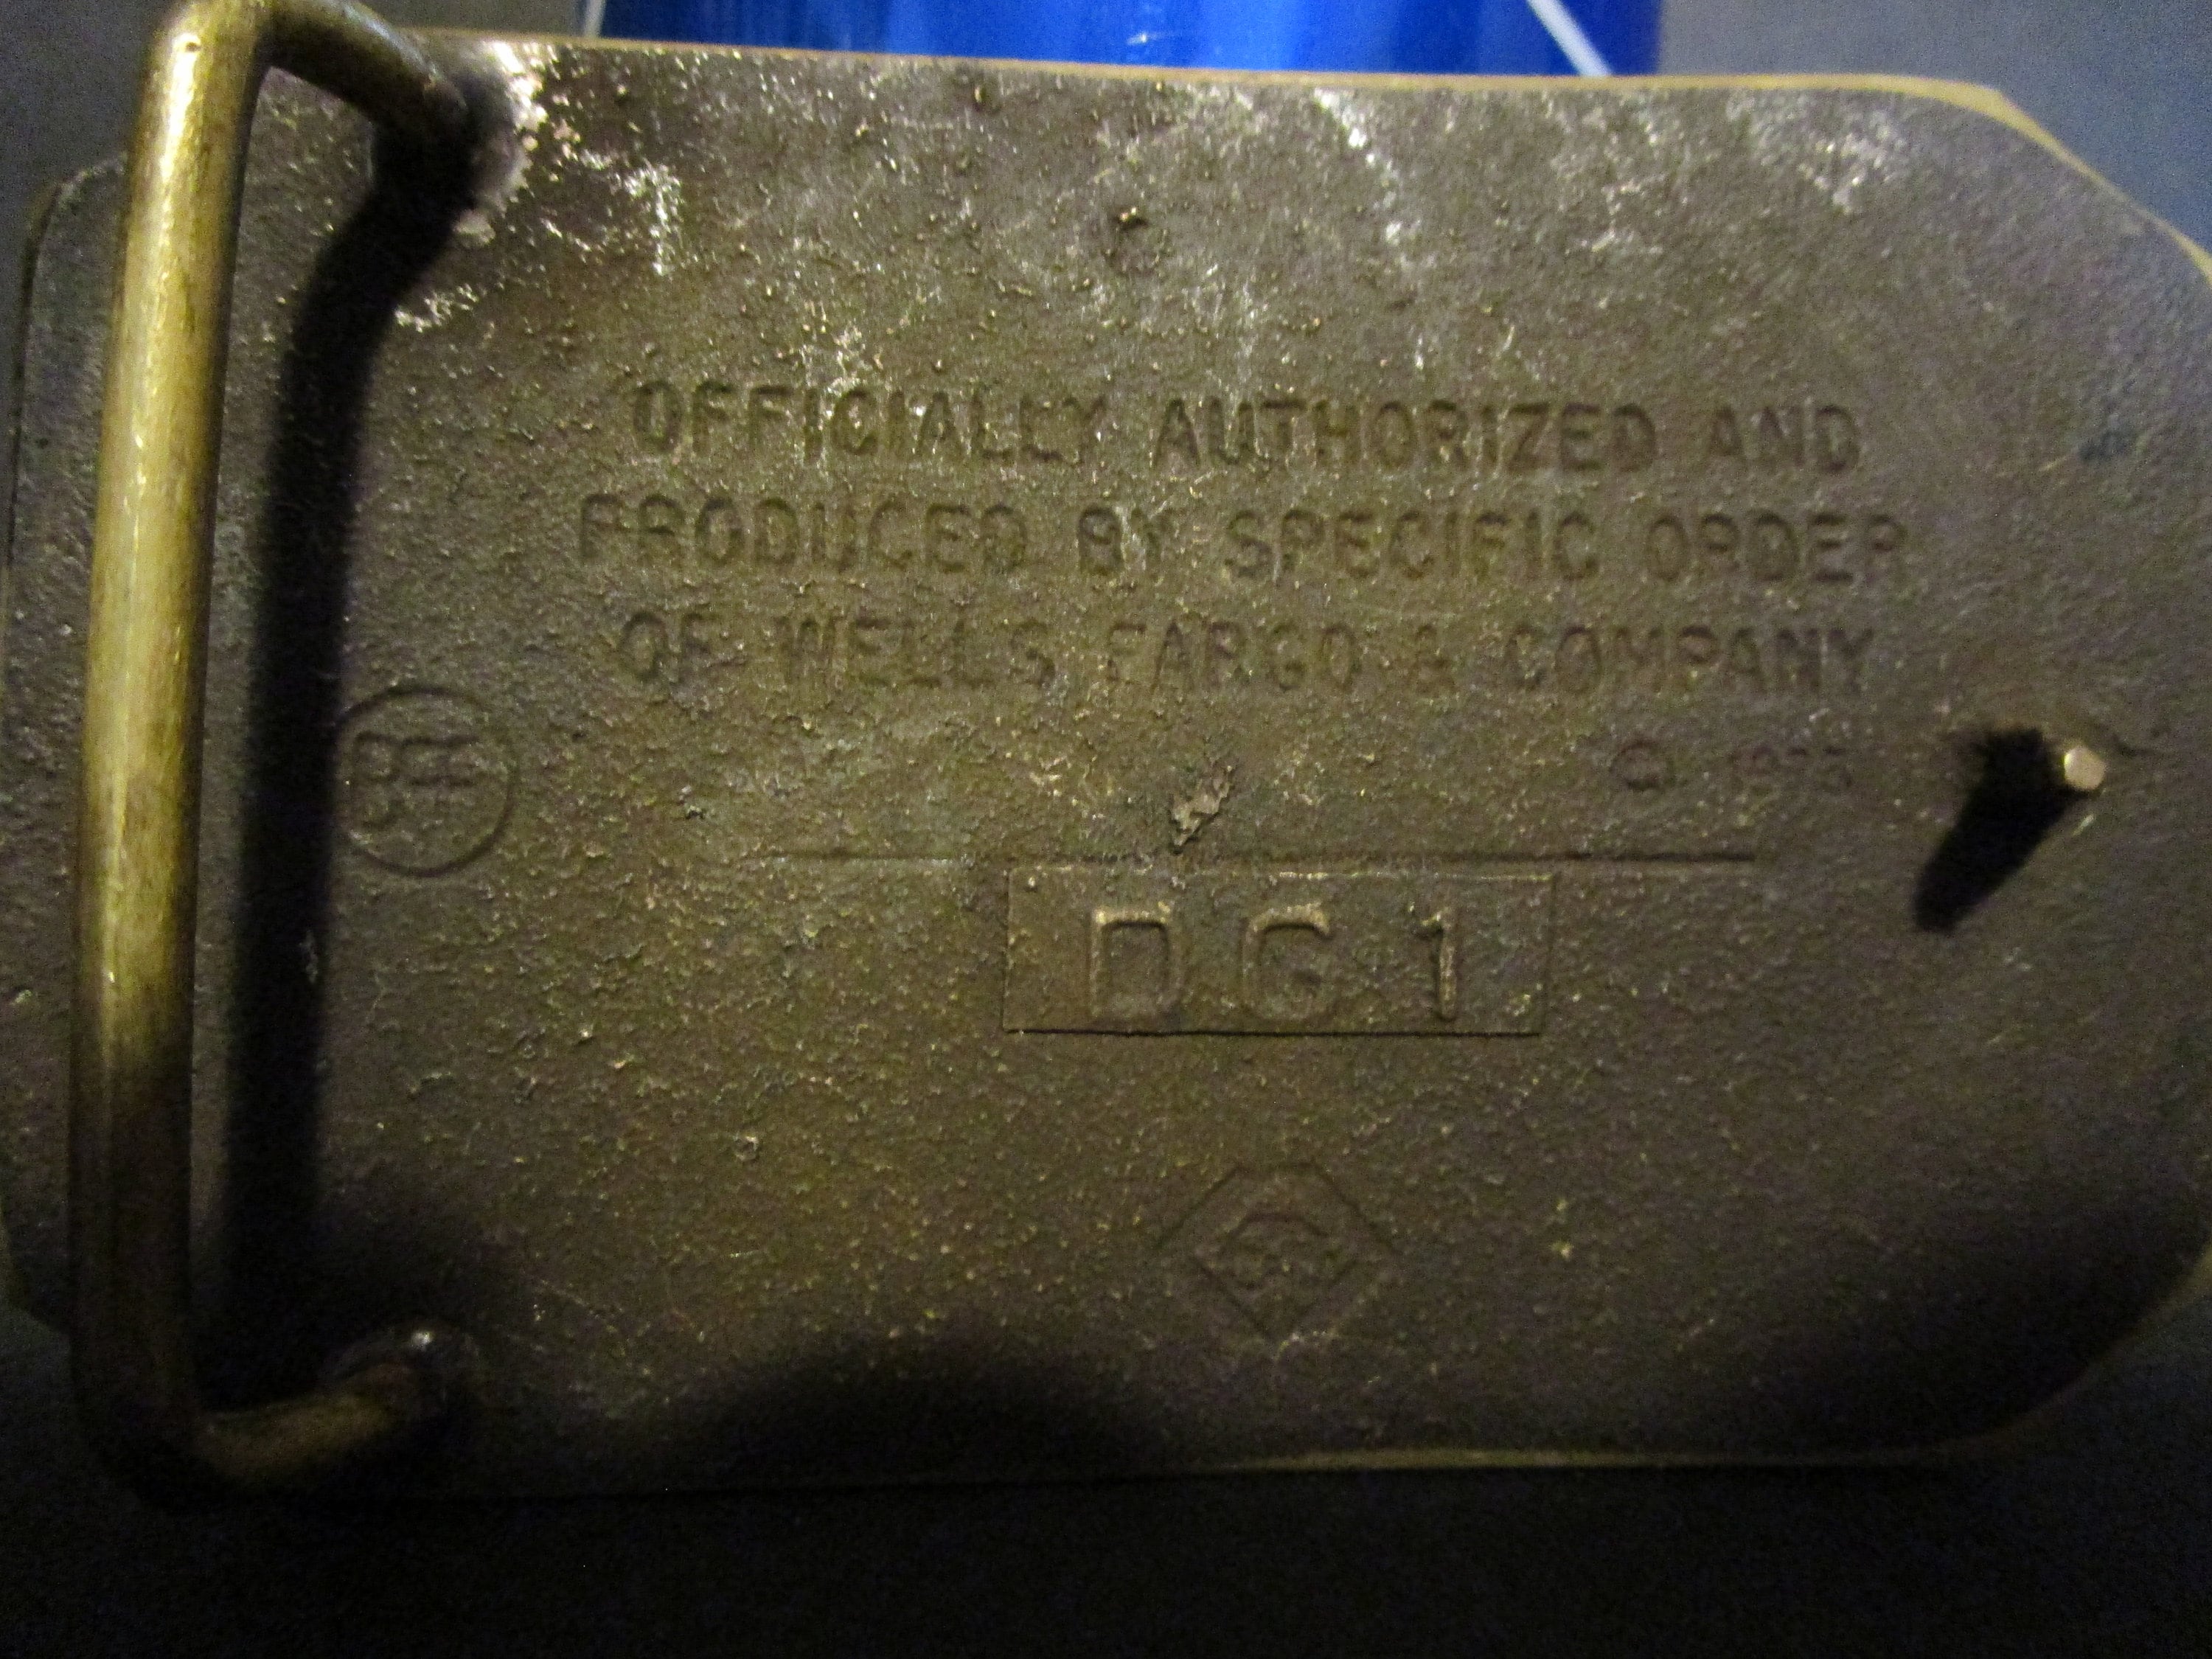 OFFICIALLY AUTHORIZED AND
PRODUCED BY SPECIFIC ORDER
OF WELLS FARGO & COMPANY
©
DG1